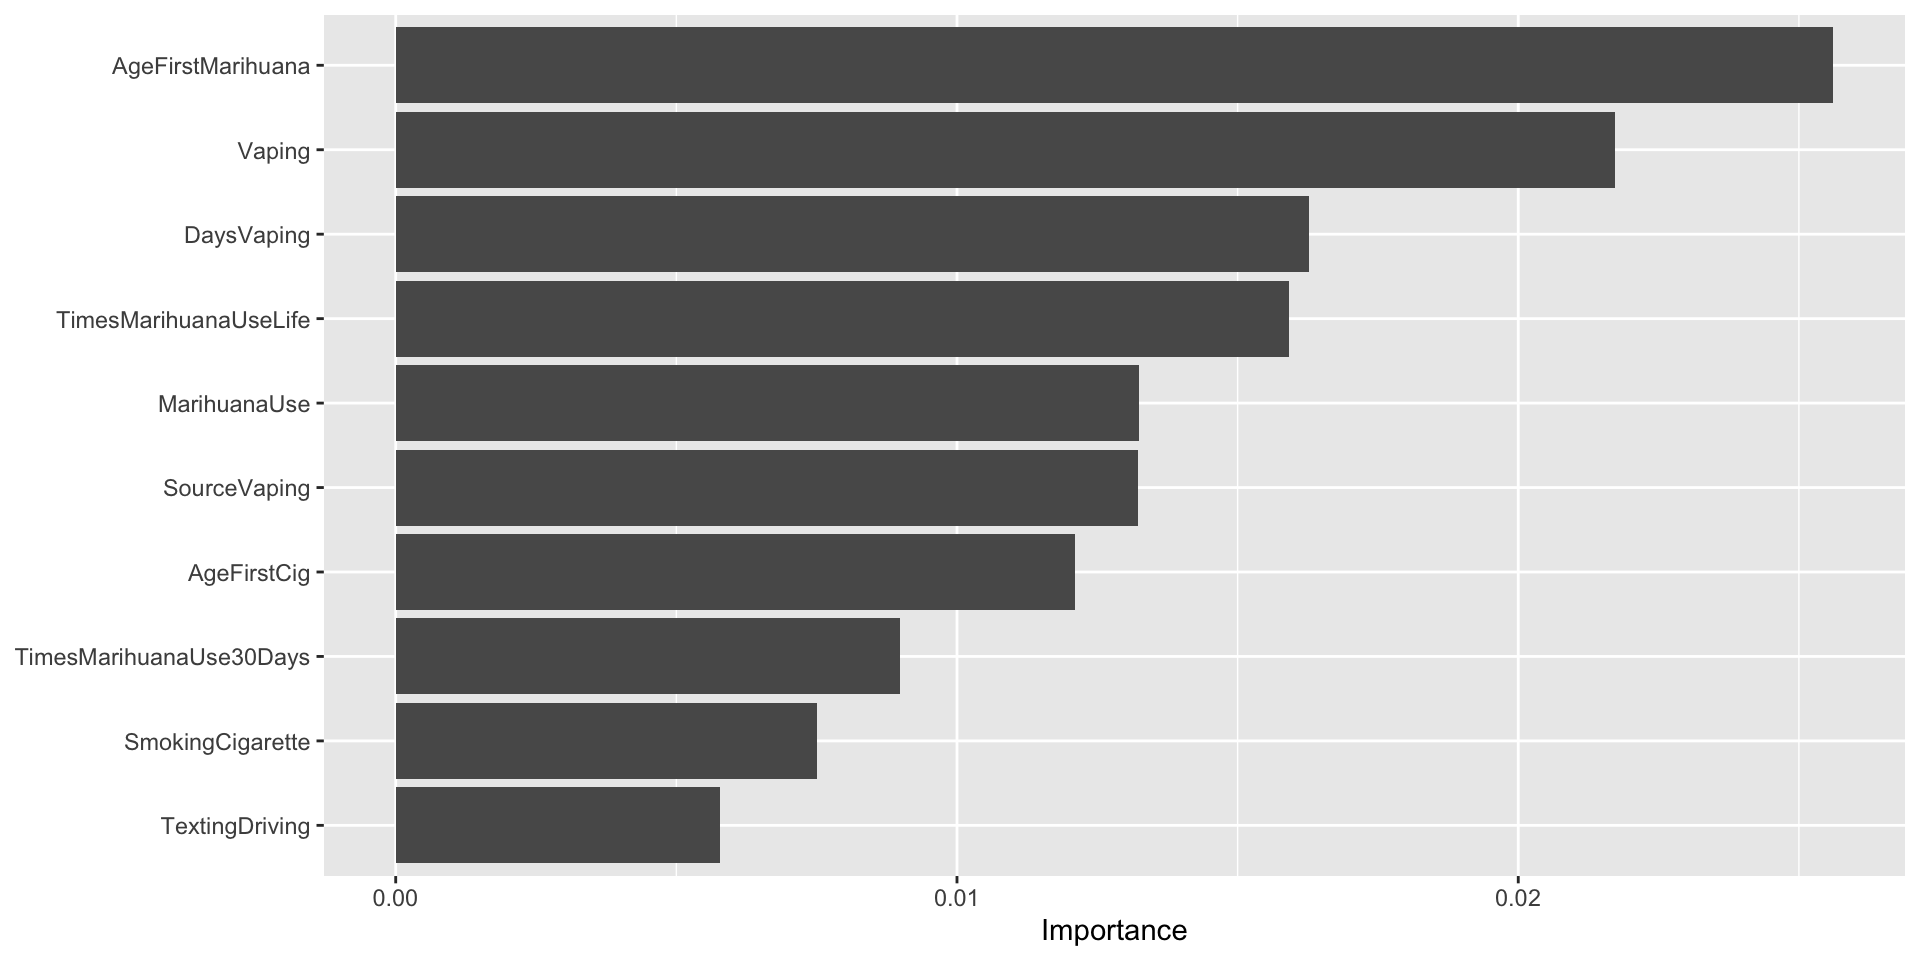 AgeFirstMarihuana
Vaping
DaysVaping
TimesMarihuanaUseLife
MarihuanaUse
SourceVaping
AgeFirstCig
TimesMarihuanaUse30Days
SmokingCigarette
TextingDriving
0.00 0.01 0.02
Importance